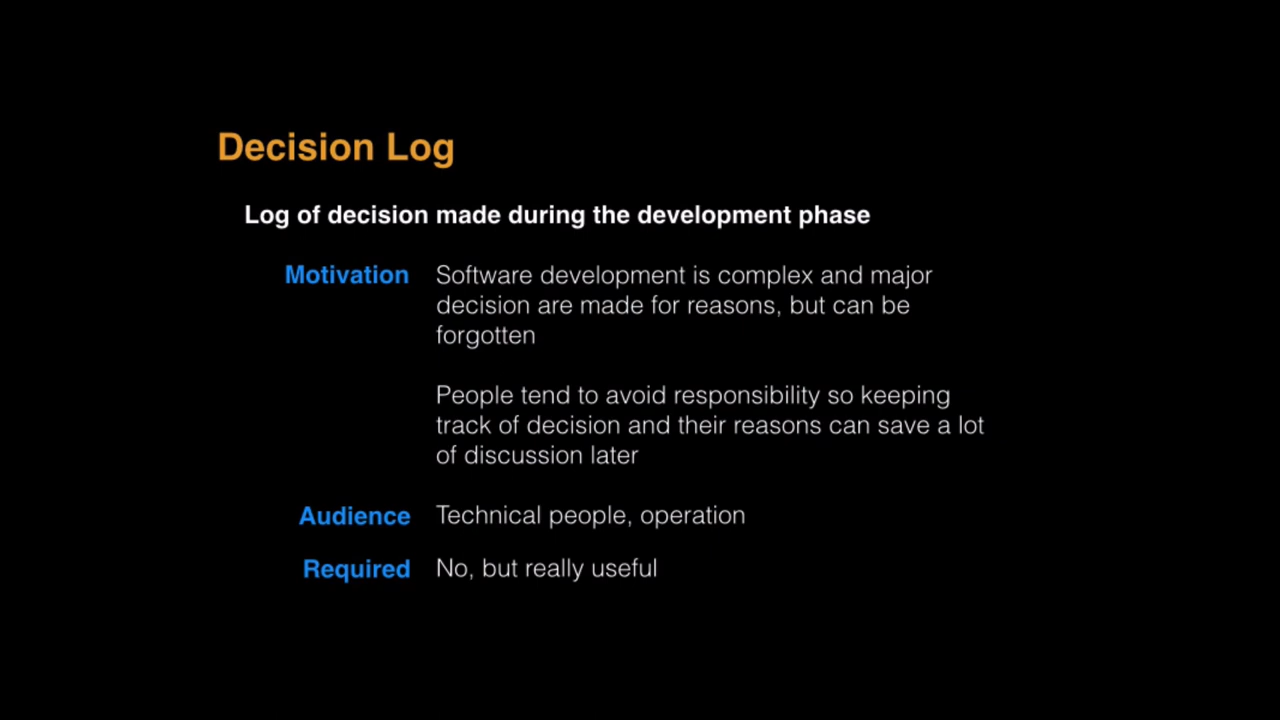 Decision Log
Log of decision made during the development phase
Motivation Software development is complex and major
decision are made for reasons, but can be
forgotten
People tend to avoid responsibility so keeping
track of decision and their reasons can save a lot
of discussion later
Audience Technical people, operation
Required No, but really useful